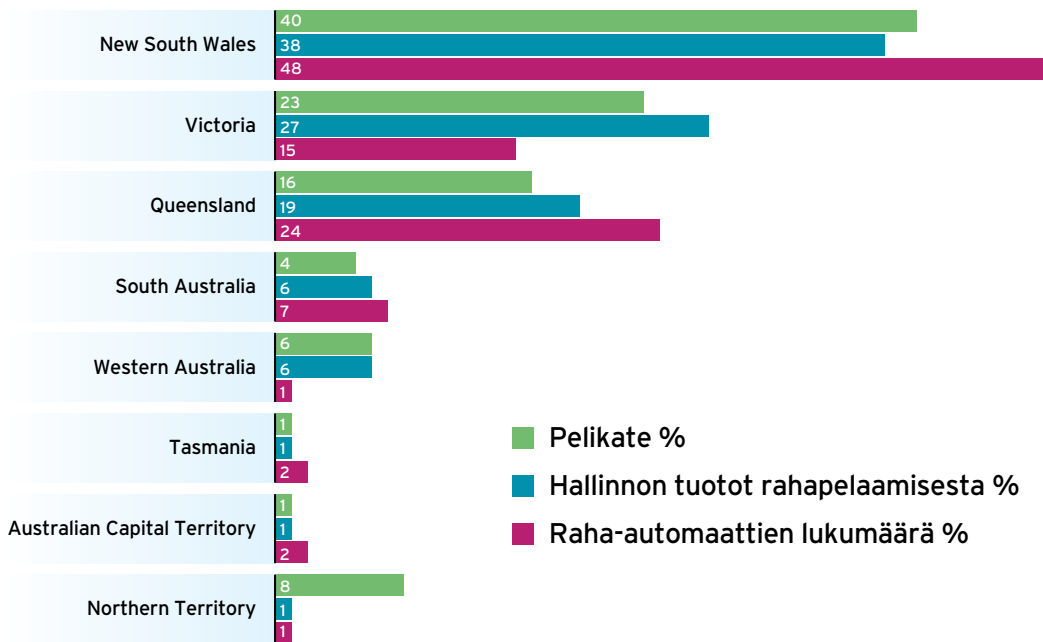 New South Wales
40
38
48
Victoria
23
27
15
Queensland
16
19
24
South Australia
4
6
7
Western Australia
6
6
1
Tasmania
1
1
2
Australian Capital Territory
1
1
2
Northern Territory
8
1
1
Pelikate %
Hallinnon tuotot rahapelaamisesta %
Raha-automaattien lukumäärä %